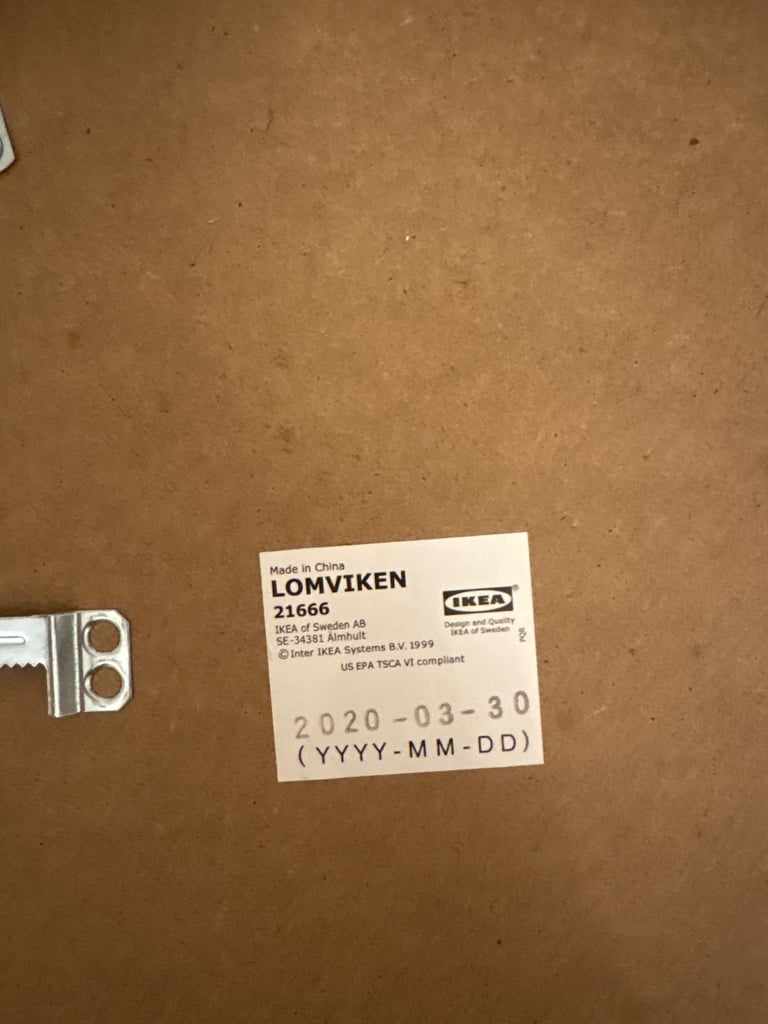 Made in China
LOMVIKEN
21666
IKEA of Sweden AB
SE-34381 Älmhult
© Inter IKEA Systems B.V. 1999
US EPA TSCA VI compliant
IKEA®
Design and Quality
IKEA of Sweden
2020-03-30
(YYYY-MM-DD)